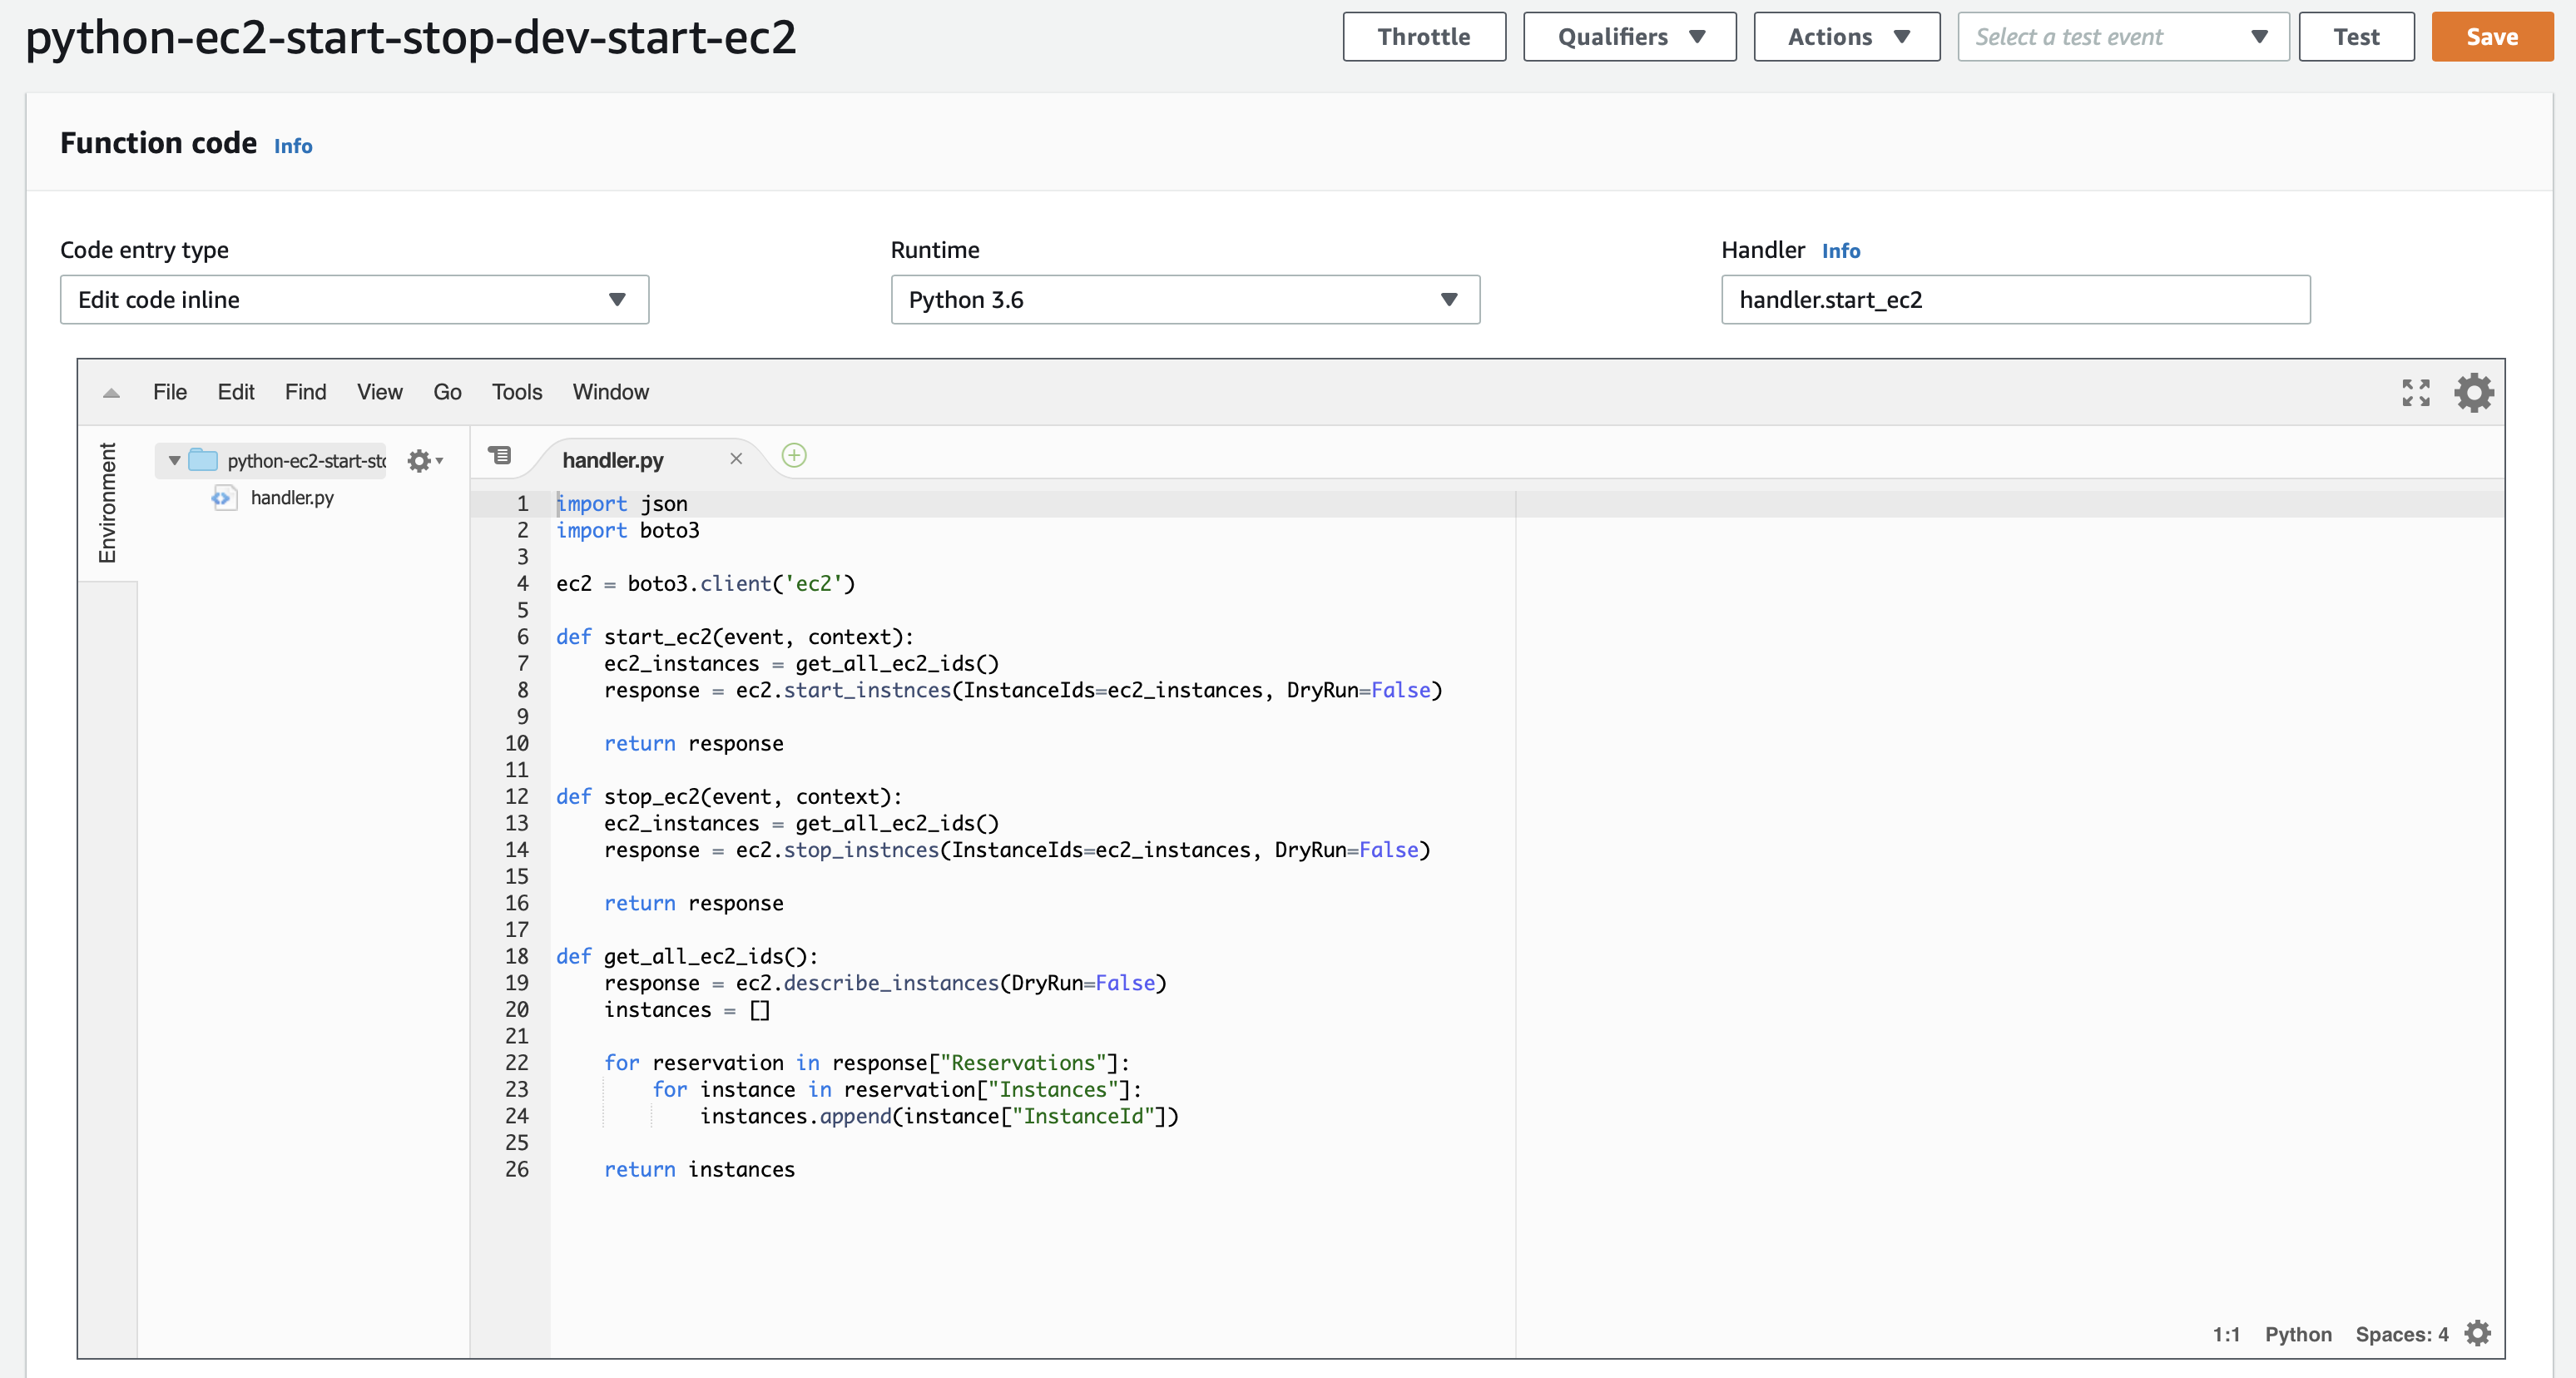 python-ec2-start-stop-dev-start-ec2
Throttle
Qualifiers
Actions
Select a test event
Test
Save
Function code Info
Code entry type
Edit code inline
Runtime
Python 3.6
Handler Info
handler.start_ec2
File Edit Find View Go Tools Window
Environment
python-ec2-start-sto
handler.py
handler.py
1 import json
2 import boto3
3
4 ec2 = boto3.client('ec2')
5
6 def start_ec2(event, context):
7     ec2_instances = get_all_ec2_ids()
8     response = ec2.start_instnces(InstanceIds=ec2_instances, DryRun=False)
9
10     return response
11
12 def stop_ec2(event, context):
13     ec2_instances = get_all_ec2_ids()
14     response = ec2.stop_instnces(InstanceIds=ec2_instances, DryRun=False)
15
16     return response
17
18 def get_all_ec2_ids():
19     response = ec2.describe_instances(DryRun=False)
20     instances = []
21
22     for reservation in response["Reservations"]:
23         for instance in reservation["Instances"]:
24             instances.append(instance["InstanceId"])
25
26     return instances
1:1 Python Spaces: 4